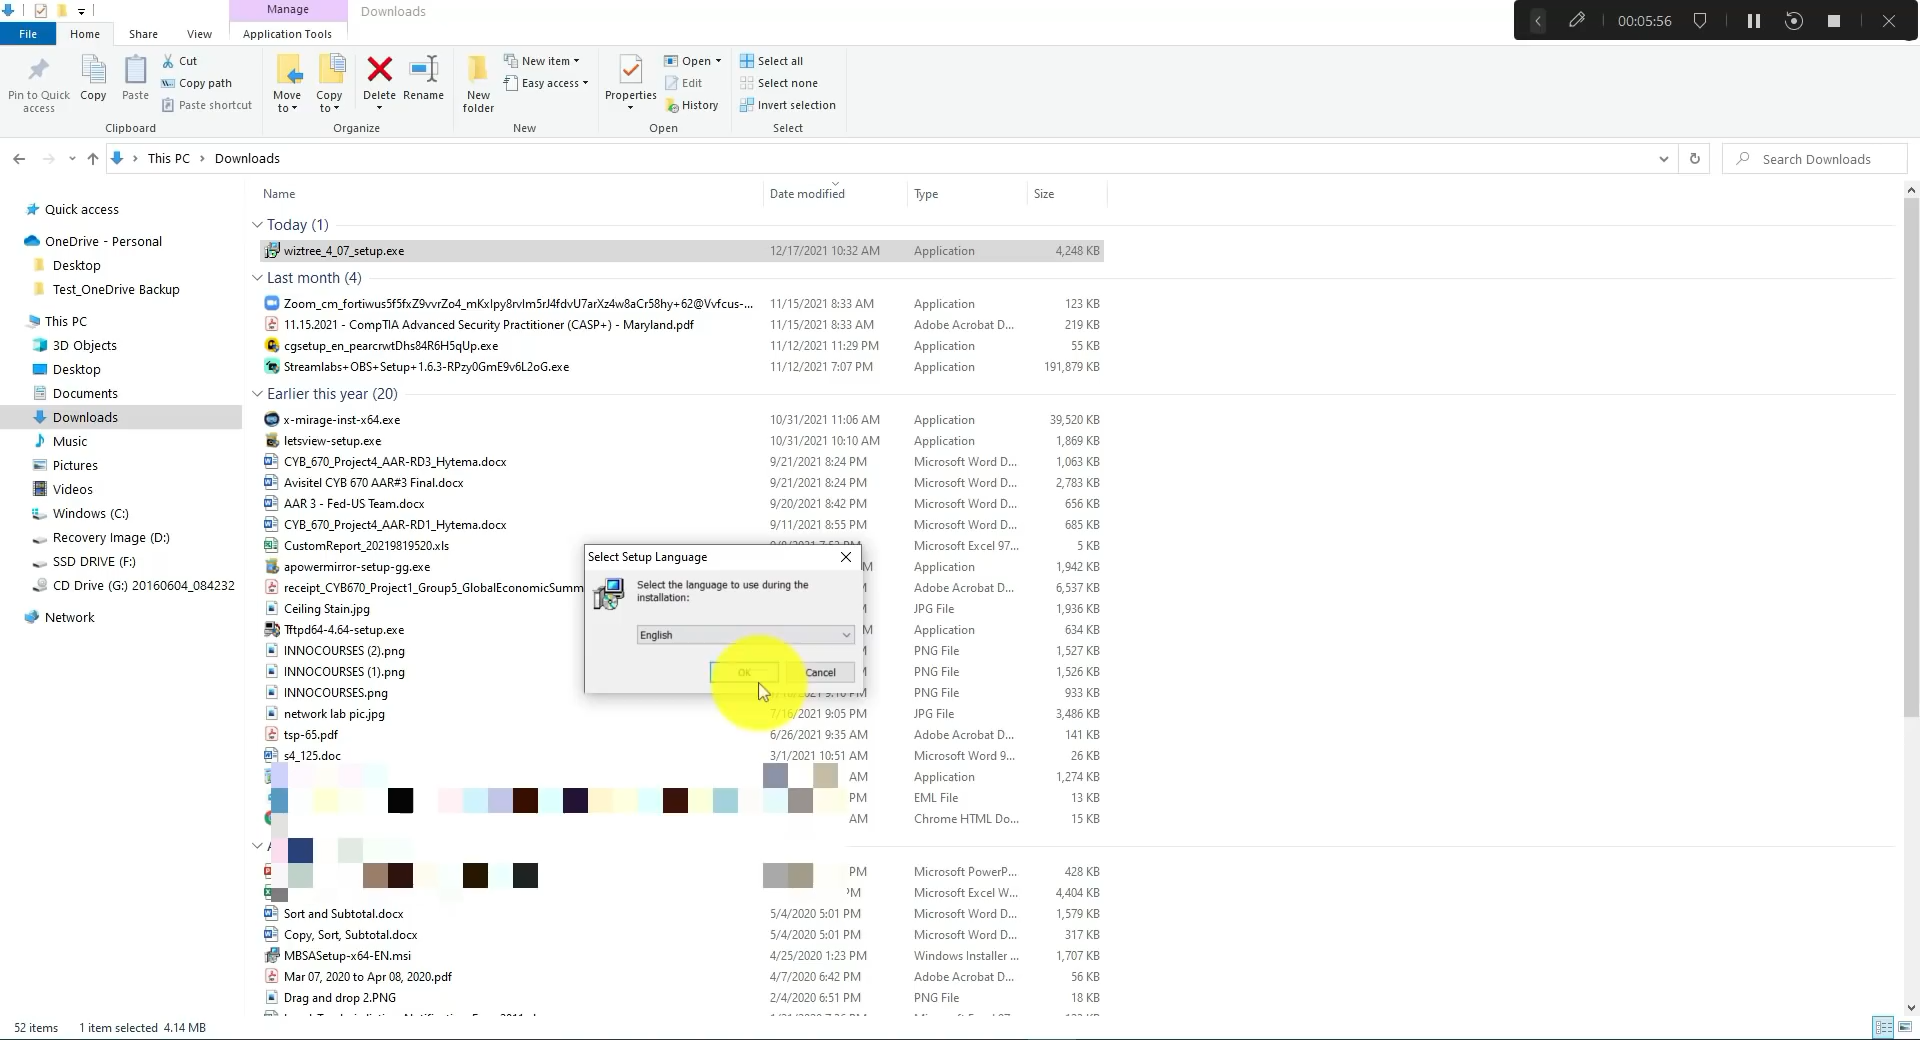 Manage
Downloads
00:05:56
File
Home
Share
View
Application Tools
Pin to Quick access
Copy
Paste
Cut
Copy path
Paste shortcut
Move to
Copy to
Delete
Rename
New folder
New item
Easy access
Properties
Open
Edit
History
Select all
Select none
Invert selection
Clipboard
Organize
New
Open
Select
This PC > Downloads
Search Downloads
Quick access
OneDrive - Personal
Desktop
Test_OneDrive Backup
This PC
3D Objects
Desktop
Documents
Downloads
Music
Pictures
Videos
Windows (C:)
Recovery Image (D:)
SSD DRIVE (F:)
CD Drive (G:) 20160604_084232
Network
Name Date modified Type Size
Today (1)
wiztree_4_07_setup.exe 12/17/2021 10:32 AM Application 4,248 KB
Last month (4)
Zoom_cm_fortiwus5f5fxZ9vvrZo4_mKxlpy8rvlm5rJ4fdvU7arXz4w8aCr58hy+62@Vvfcus-... 11/15/2021 8:33 AM Application 123 KB
11.15.2021 - CompTIA Advanced Security Practitioner (CASP+) - Maryland.pdf 11/15/2021 8:33 AM Adobe Acrobat D... 219 KB
cgsetup_en_pearcrwtDhs84R6H5qUp.exe 11/12/2021 11:29 PM Application 55 KB
Streamlabs+OBS+Setup+1.6.3-RPzy0GmE9v6L2oG.exe 11/12/2021 7:07 PM Application 191,879 KB
Earlier this year (20)
x-mirage-inst-x64.exe 10/31/2021 11:06 AM Application 39,520 KB
letsview-setup.exe 10/31/2021 10:10 AM Application 1,869 KB
CYB_670_Project4_AAR-RD3_Hytema.docx 9/21/2021 8:24 PM Microsoft Word D... 1,063 KB
Avisitel CYB 670 AAR#3 Final.docx 9/21/2021 8:24 PM Microsoft Word D... 2,783 KB
AAR 3 - Fed-US Team.docx 9/20/2021 8:42 PM Microsoft Word D... 656 KB
CYB_670_Project4_AAR-RD1_Hytema.docx 9/11/2021 8:55 PM Microsoft Word D... 685 KB
CustomReport_20219819520.xls Microsoft Excel 97... 5 KB
apowermirror-setup-gg.exe Application 1,942 KB
receipt_CYB670_Project1_Group5_GlobalEconomicSumm Adobe Acrobat D... 6,537 KB
Ceiling Stain.jpg JPG File 1,936 KB
Tftpd64-4.64-setup.exe Application 634 KB
INNOCOURSES (2).png PNG File 1,527 KB
INNOCOURSES (1).png PNG File 1,526 KB
INNOCOURSES.png PNG File 933 KB
network lab pic.jpg 7/16/2021 9:05 PM JPG File 3,486 KB
tsp-65.pdf 6/26/2021 9:35 AM Adobe Acrobat D... 141 KB
s4_125.doc 3/1/2021 10:51 AM Microsoft Word 9... 26 KB
AM Application 1,274 KB
PM EML File 13 KB
AM Chrome HTML Do... 15 KB
PM Microsoft PowerP... 428 KB
PM Microsoft Excel W... 4,404 KB
Sort and Subtotal.docx 5/4/2020 5:01 PM Microsoft Word D... 1,579 KB
Copy, Sort, Subtotal.docx 5/4/2020 5:01 PM Microsoft Word D... 317 KB
MBSASetup-x64-EN.msi 4/25/2020 1:23 PM Windows Installer ... 1,707 KB
Mar 07, 2020 to Apr 08, 2020.pdf 4/7/2020 6:42 PM Adobe Acrobat D... 56 KB
Drag and drop 2.PNG 2/4/2020 6:51 PM PNG File 18 KB
Select Setup Language
Select the language to use during the
installation:
English
OK
Cancel
52 items 1 item selected 4.14 MB